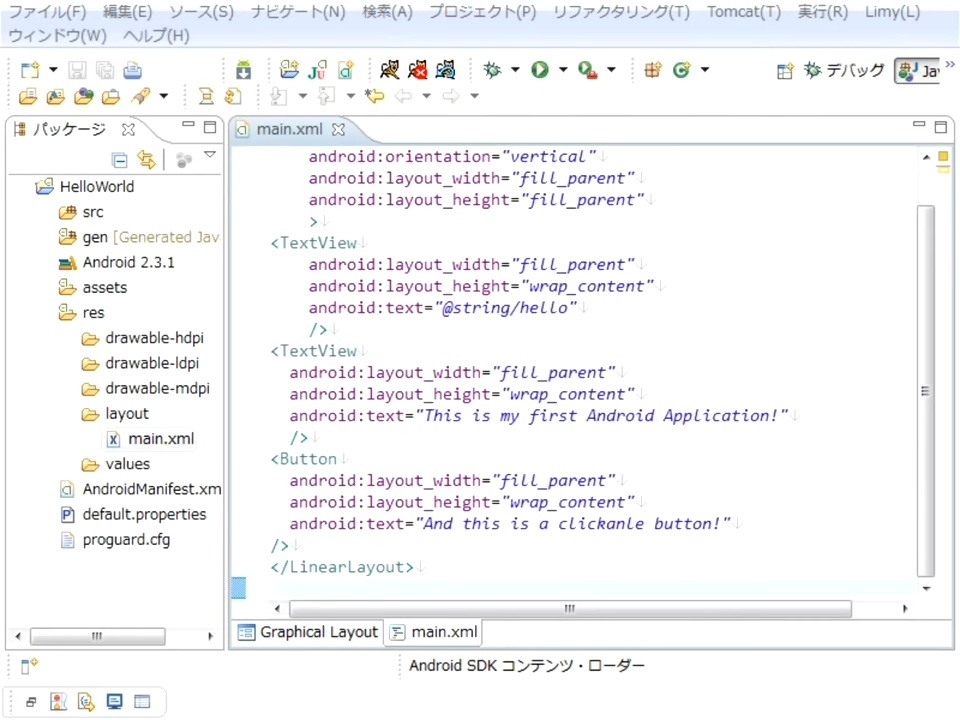 ファイル(F) 編集(E) ソース(S) ナビゲート(N) 検索(A) プロジェクト(P) リファクタリング(T) Tomcat(T) 実行(R) Limy(L)
ウィンドウ(W) ヘルプ(H)
デバッグ Jav
パッケージ
main.xml
HelloWorld
src
gen [Generated Jav
Android 2.3.1
assets
res
drawable-hdpi
drawable-ldpi
drawable-mdpi
layout
main.xml
values
AndroidManifest.xm
default.properties
proguard.cfg
android:orientation="vertical"↓
android:layout_width="fill_parent"↓
android:layout_height="fill_parent"↓
>↓
<TextView↓
android:layout_width="fill_parent"↓
android:layout_height="wrap_content"↓
android:text="@string/hello"↓
/>↓
<TextView↓
android:layout_width="fill_parent"↓
android:layout_height="wrap_content"↓
android:text="This is my first Android Application!"↓
/>↓
<Button↓
android:layout_width="fill_parent"↓
android:layout_height="wrap_content"↓
android:text="And this is a clickanle button!"↓
/>↓
</LinearLayout>↓
Graphical Layout main.xml
Android SDK コンテンツ・ローダー